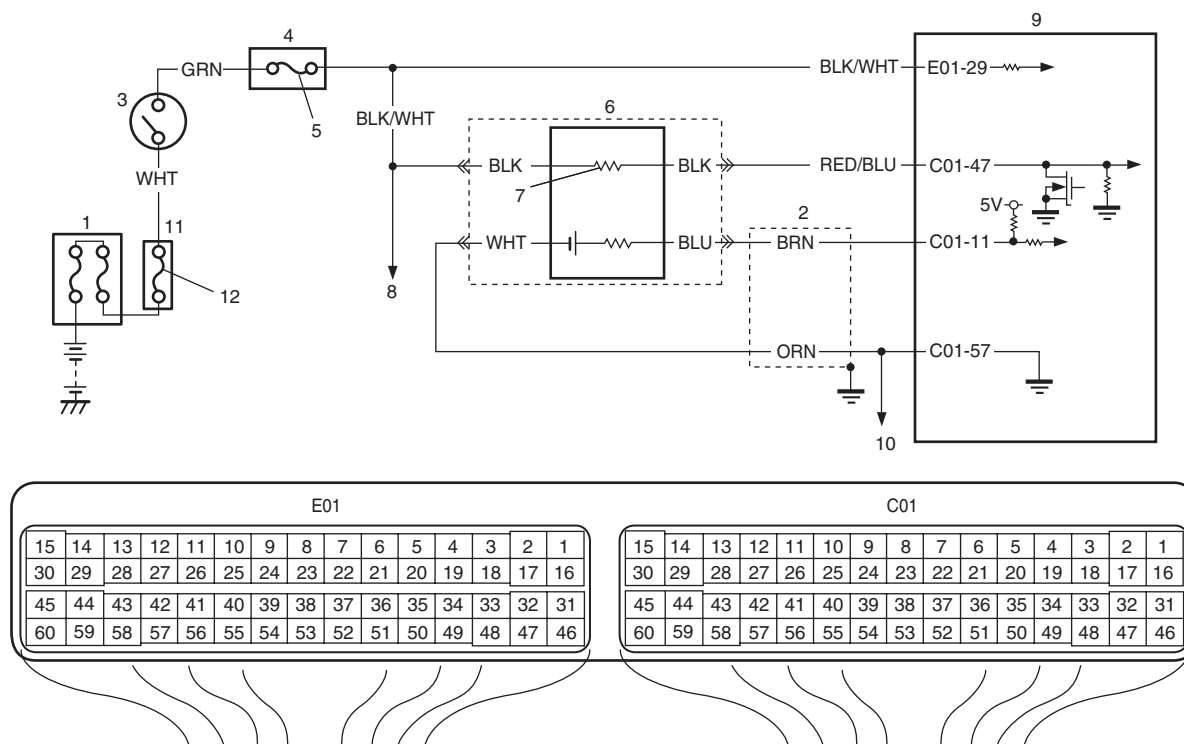 9
4
GRN
BLK/WHT
E01-29
3
5
6
BLK/WHT
BLK
BLK
RED/BLU
C01-47
7
WHT
5V
1
11
2
WHT
BLU
BRN
C01-11
12
8
ORN
C01-57
10
E01
C01
15 14 13 12 11 10 9 8 7 6 5 4 3 2 1
30 29 28 27 26 25 24 23 22 21 20 19 18 17 16
45 44 43 42 41 40 39 38 37 36 35 34 33 32 31
60 59 58 57 56 55 54 53 52 51 50 49 48 47 46
15 14 13 12 11 10 9 8 7 6 5 4 3 2 1
30 29 28 27 26 25 24 23 22 21 20 19 18 17 16
45 44 43 42 41 40 39 38 37 36 35 34 33 32 31
60 59 58 57 56 55 54 53 52 51 50 49 48 47 46